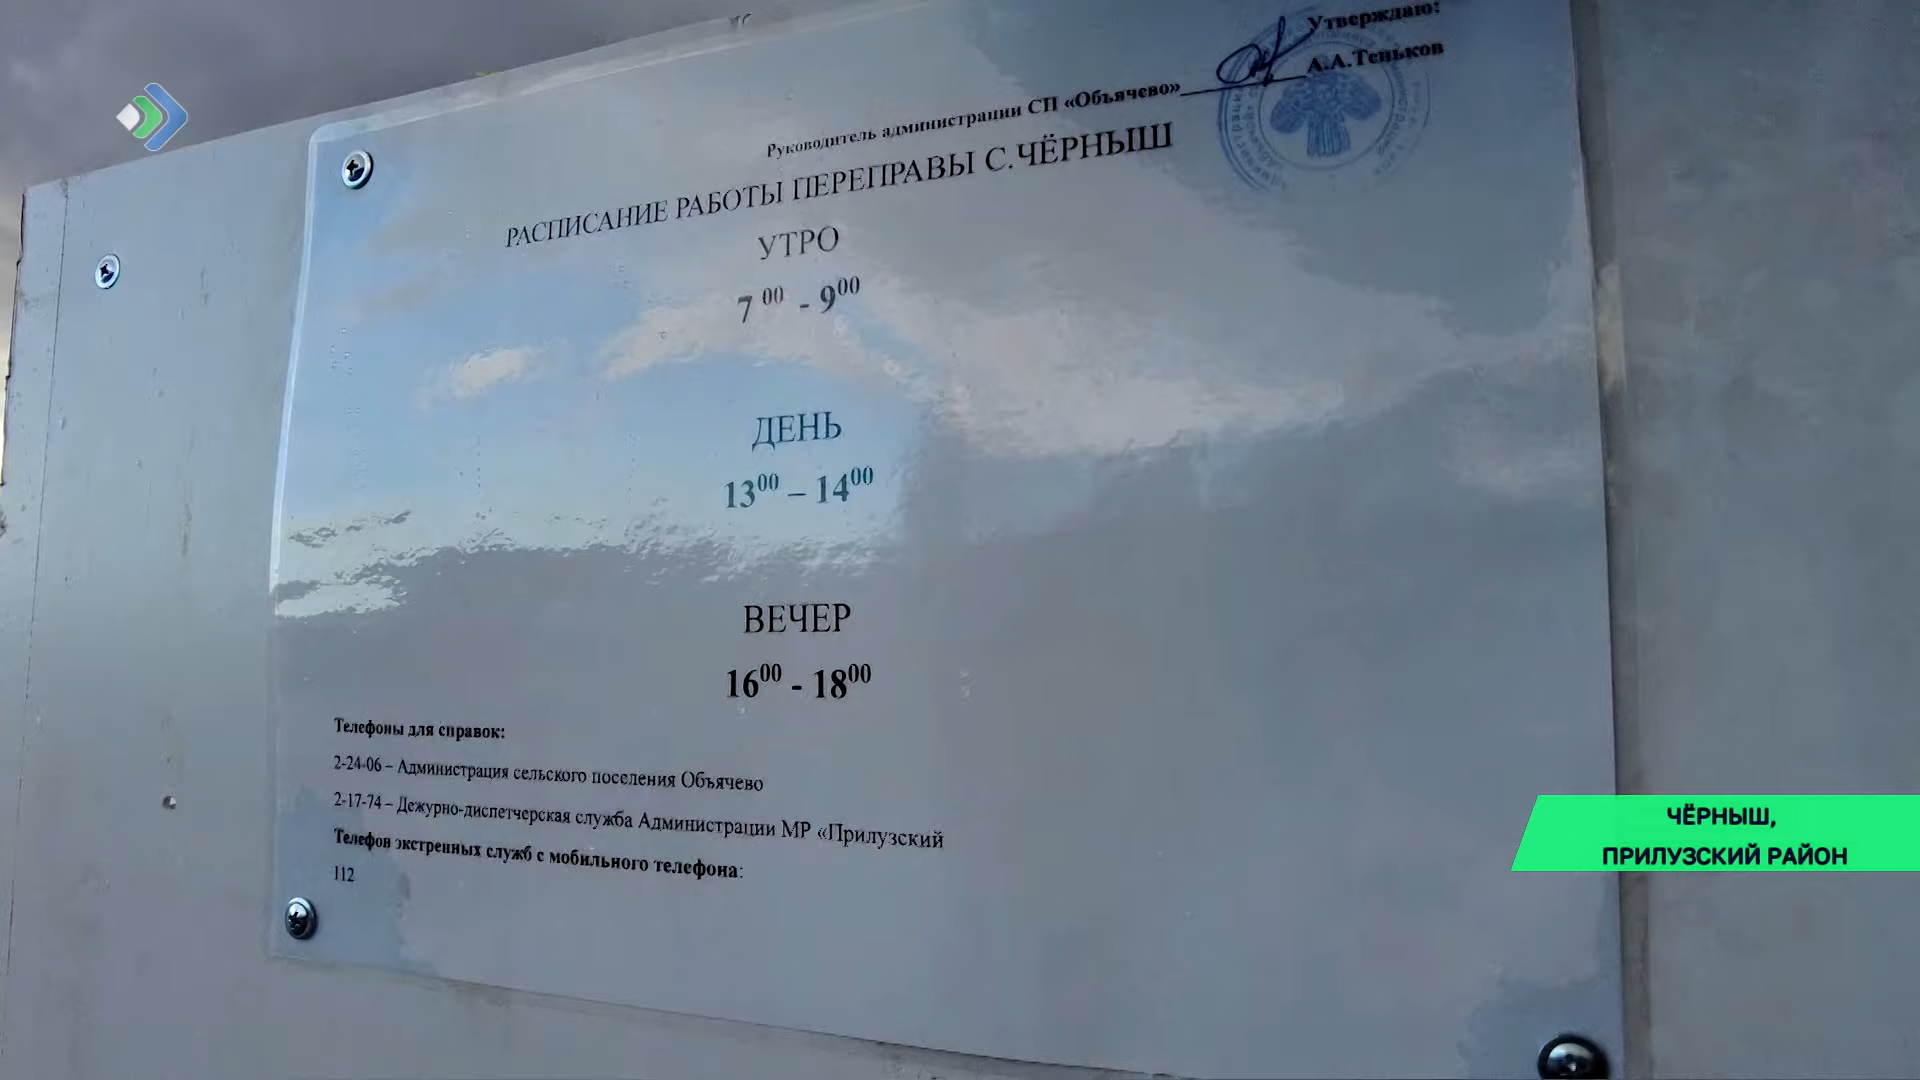 Утверждаю:
Руководитель администрации СП «Объячево» А.А.Теньков
РАСПИСАНИЕ РАБОТЫ ПЕРЕПРАВЫ С.ЧЁРНЫШ
УТРО
7 00 - 9 00
ДЕНЬ
13 00 – 14 00
ВЕЧЕР
16 00 - 18 00
Телефоны для справок:
2-24-06 – Администрация сельского поселения Объячево
2-17-74 – Дежурно-диспетчерская служба Администрации МР «Прилузский
Телефон экстренных служб с мобильного телефона:
112
ЧЁРНЫШ,
ПРИЛУЗСКИЙ РАЙОН